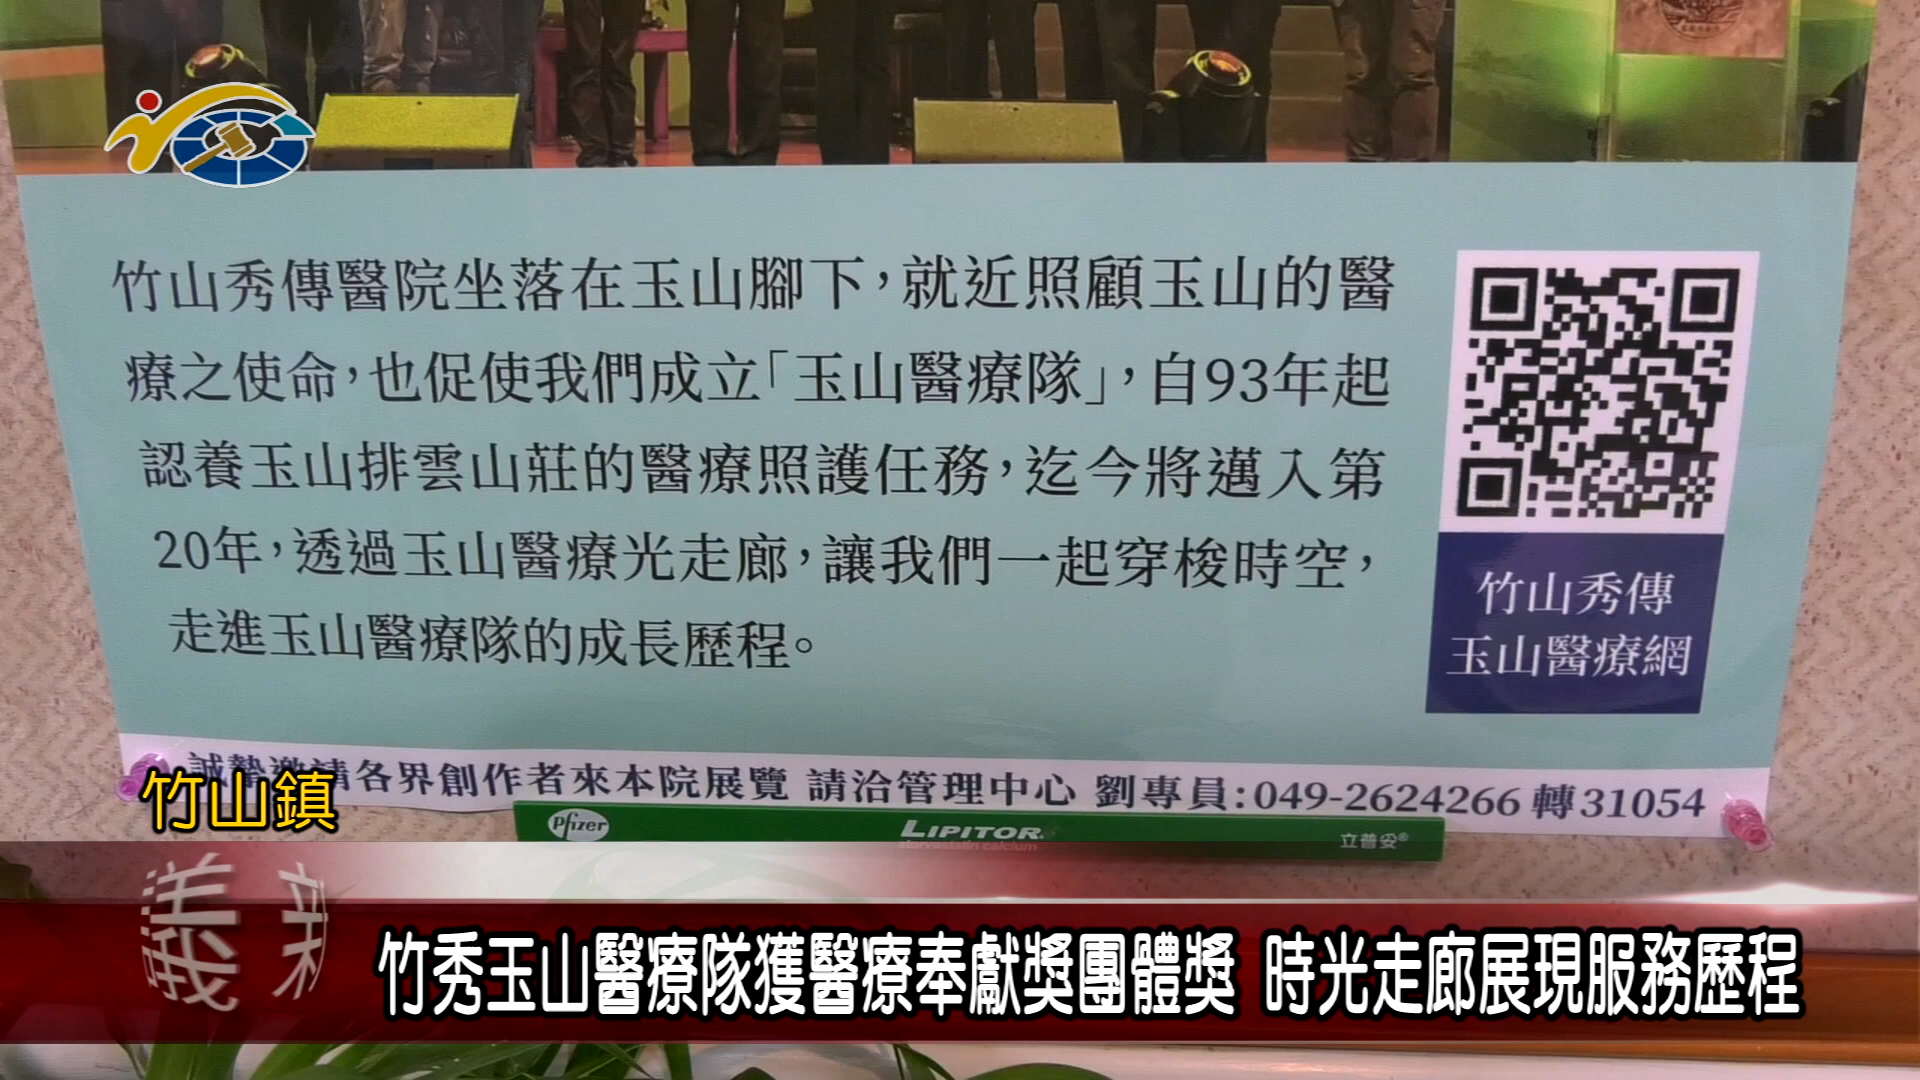 竹山秀傳醫院坐落在玉山腳下，就近照顧玉山的醫
療之使命，也促使我們成立「玉山醫療隊」，自93年起
認養玉山排雲山莊的醫療照護任務，迄今將邁入第
20年，透過玉山醫療光走廊，讓我們一起穿梭時空，
走進玉山醫療隊的成長歷程。
竹山秀傳
玉山醫療網
誠摯邀請各界創作者來本院展覽 請洽管理中心 劉專員:049-2624266 轉31054
竹山鎮
Pfizer
LIPITOR
atorvastatin calcium
立普妥®
議 新
竹秀玉山醫療隊獲醫療奉獻獎團體獎 時光走廊展現服務歷程